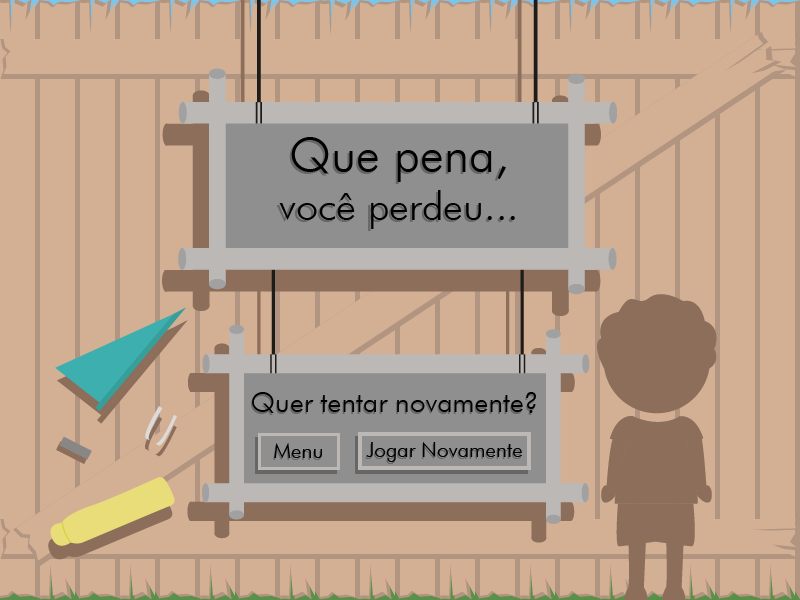 Que pena,
você perdeu...
Quer tentar novamente?
Menu
Jogar Novamente